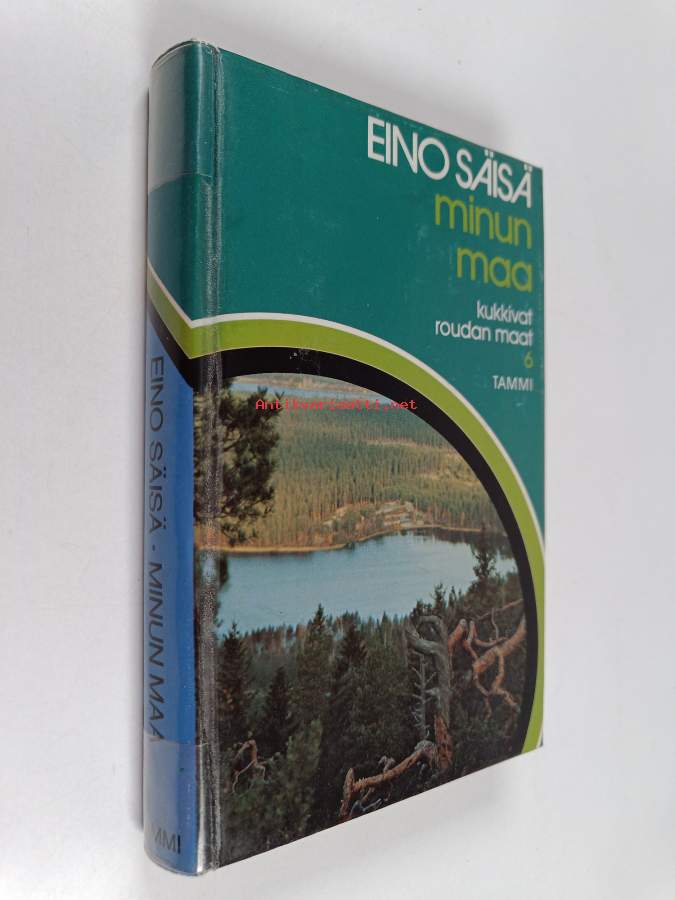 EINO SÄISÄ
minun
maa
kukkivat
roudan maat
6
TAMMI
Antikvariaatti.net
EINO SÄISÄ - MINUN MAA
MMI